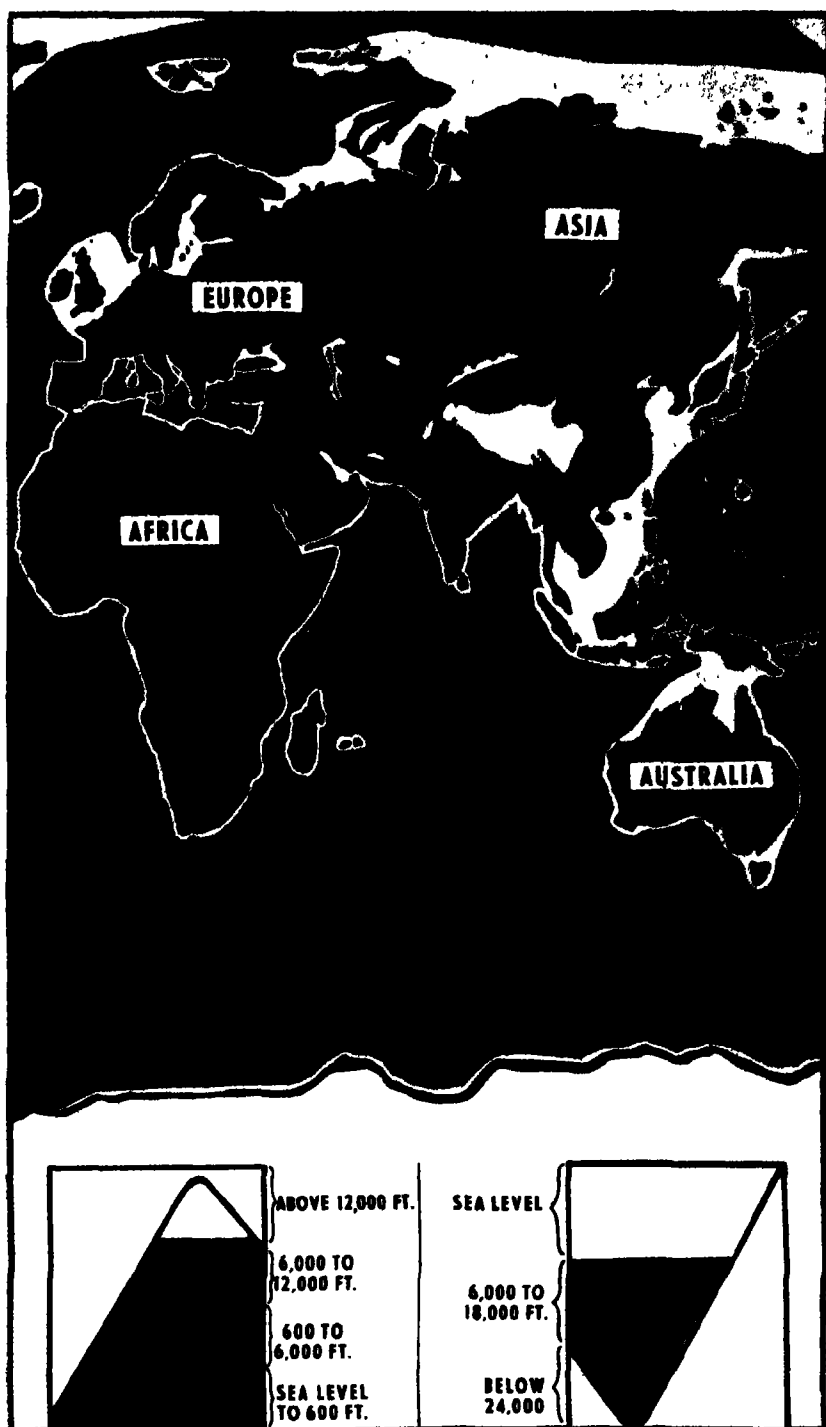 ASIA
EUROPE
AFRICA
AUSTRALIA
ABOVE 12,000 FT.
6,000 TO
12,000 FT.
600 TO
6,000 FT.
SEA LEVEL
TO 600 FT.
SEA LEVEL
6,000 TO
18,000 FT.
BELOW
24,000